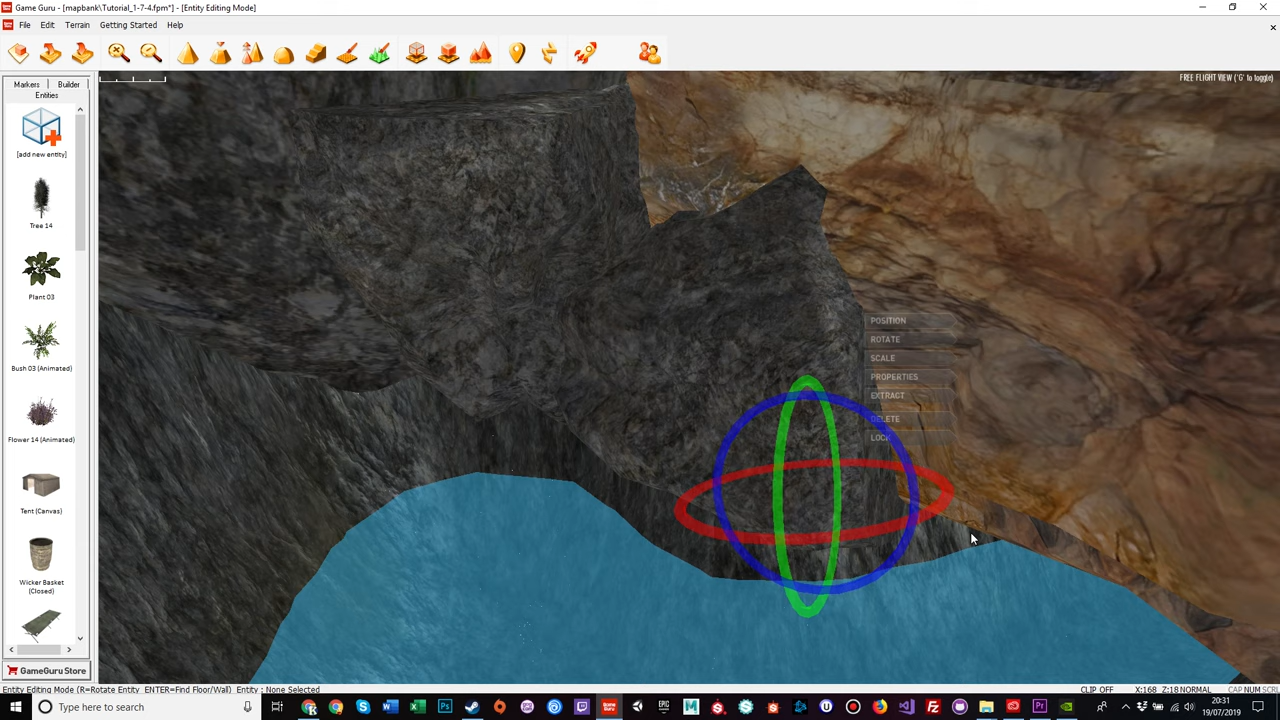 Game Guru - [mapbank\Tutorial_1-7-4.fpm*] - [Entity Editing Mode]
File Edit Terrain Getting Started Help
Markers Builder
Entities
FREE FLIGHT VIEW ('G' to toggle)
[add new entity]
Tree 14
Plant 03
Bush 03 (Animated)
Flower 14 (Animated)
Tent (Canvas)
Wicker Basket
(Closed)
POSITION
ROTATE
SCALE
PROPERTIES
EXTRACT
DELETE
LOCK
GameGuru Store
Entity Editing Mode (R=Rotate Entity ENTER=Find Floor/Wall) Entity : None Selected
CLIP OFF X:168 Z:18 NORMAL CAP NUM SCRL
Type here to search
20:31
19/07/2019